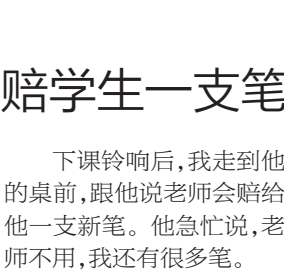 赔学生一支笔
下课铃响后,我走到他
的桌前,跟他说老师会赔给
他一支新笔。他急忙说,老
师不用,我还有很多笔。